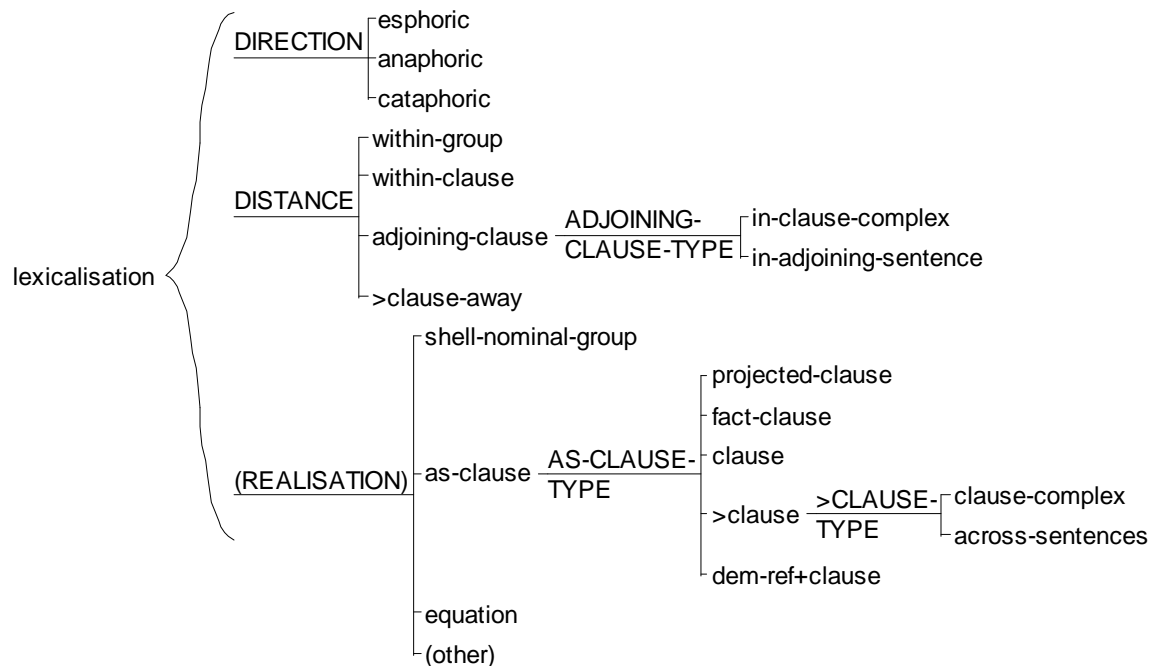 lexicalisation
DIRECTION
esphoric
anaphoric
cataphoric
DISTANCE
within-group
within-clause
adjoining-clause
ADJOINING-
CLAUSE-TYPE
in-clause-complex
in-adjoining-sentence
>clause-away
(REALISATION)
shell-nominal-group
as-clause
AS-CLAUSE-
TYPE
projected-clause
fact-clause
clause
>clause
>CLAUSE-
TYPE
clause-complex
across-sentences
dem-ref+clause
equation
(other)